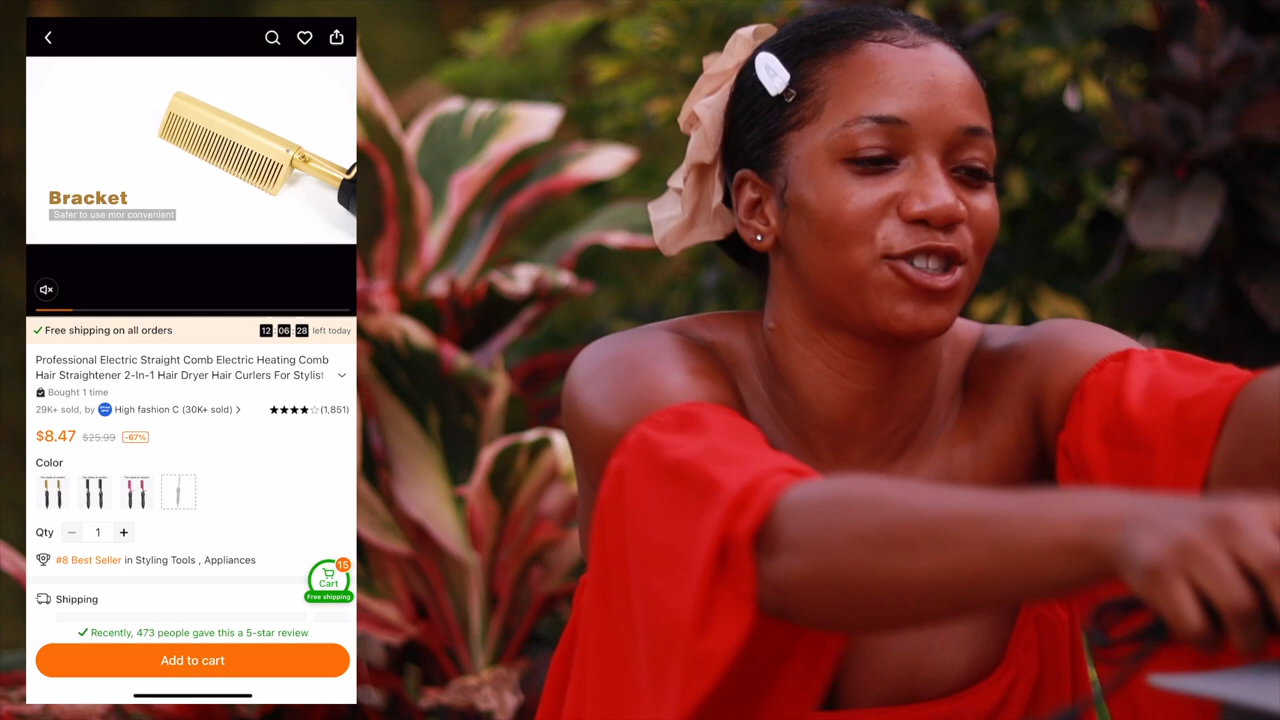 Bracket
Safer to use mor convenient
Free shipping on all orders 12:06:28 left today
Professional Electric Straight Comb Electric Heating Comb
Hair Straightener 2-In-1 Hair Dryer Hair Curlers For Stylist
Bought 1 time
29K+ sold, by High fashion C (30K+ sold) > ★★★★☆ (1,851)
$8.47 $25.99 -67%
Color
Qty − 1 +
#8 Best Seller in Styling Tools , Appliances
15
Cart
Free shipping
Shipping
Recently, 473 people gave this a 5-star review
Add to cart